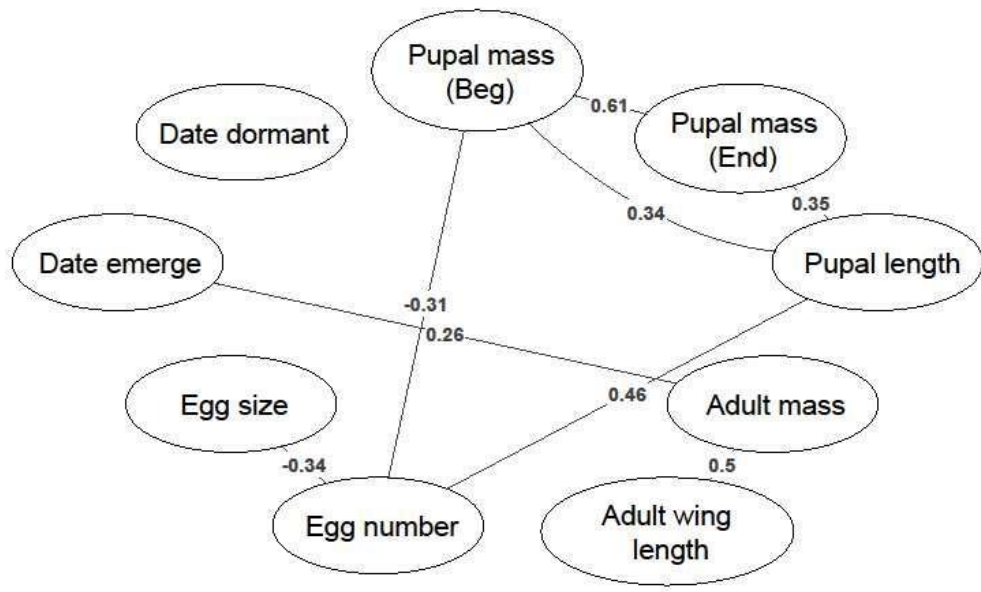 Pupal mass
(Beg)
0.61
Pupal mass
(End)
Date dormant
0.35
0.34
Date emerge
Pupal length
-0.31
0.26
0.46
Egg size
Adult mass
-0.34
0.5
Egg number
Adult wing
length